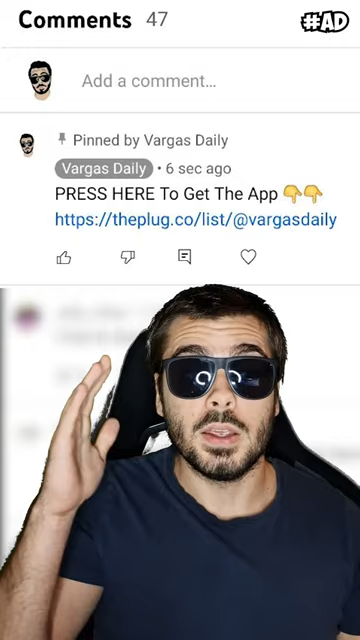 Comments 47
#AD
Add a comment...
Pinned by Vargas Daily
Vargas Daily • 6 sec ago
PRESS HERE To Get The App 👇👇
https://theplug.co/list/@vargasdaily